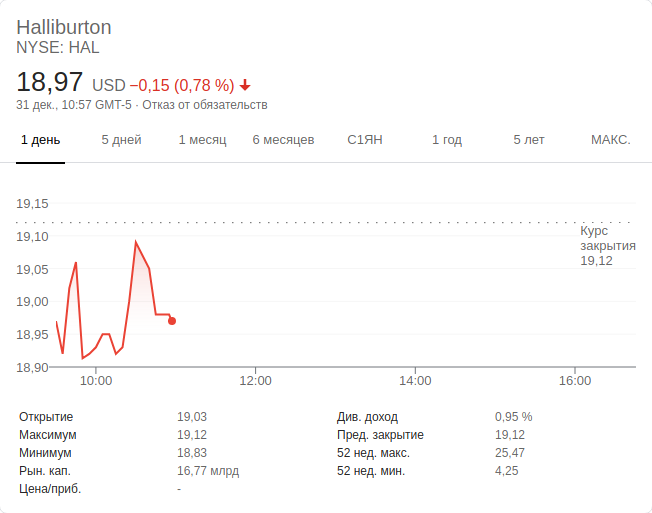 Halliburton
NYSE: HAL
18,97 USD −0,15 (0,78 %)
31 дек., 10:57 GMT-5 · Отказ от обязательств
1 день 5 дней 1 месяц 6 месяцев С1ЯН 1 год 5 лет МАКС.
19,15
19,10
19,05
19,00
18,95
18,90
Курс
закрытия
19,12
10:00 12:00 14:00 16:00
Открытие 19,03 Див. доход 0,95 %
Максимум 19,12 Пред. закрытие 19,12
Минимум 18,83 52 нед. макс. 25,47
Рын. кап. 16,77 млрд 52 нед. мин. 4,25
Цена/приб. -